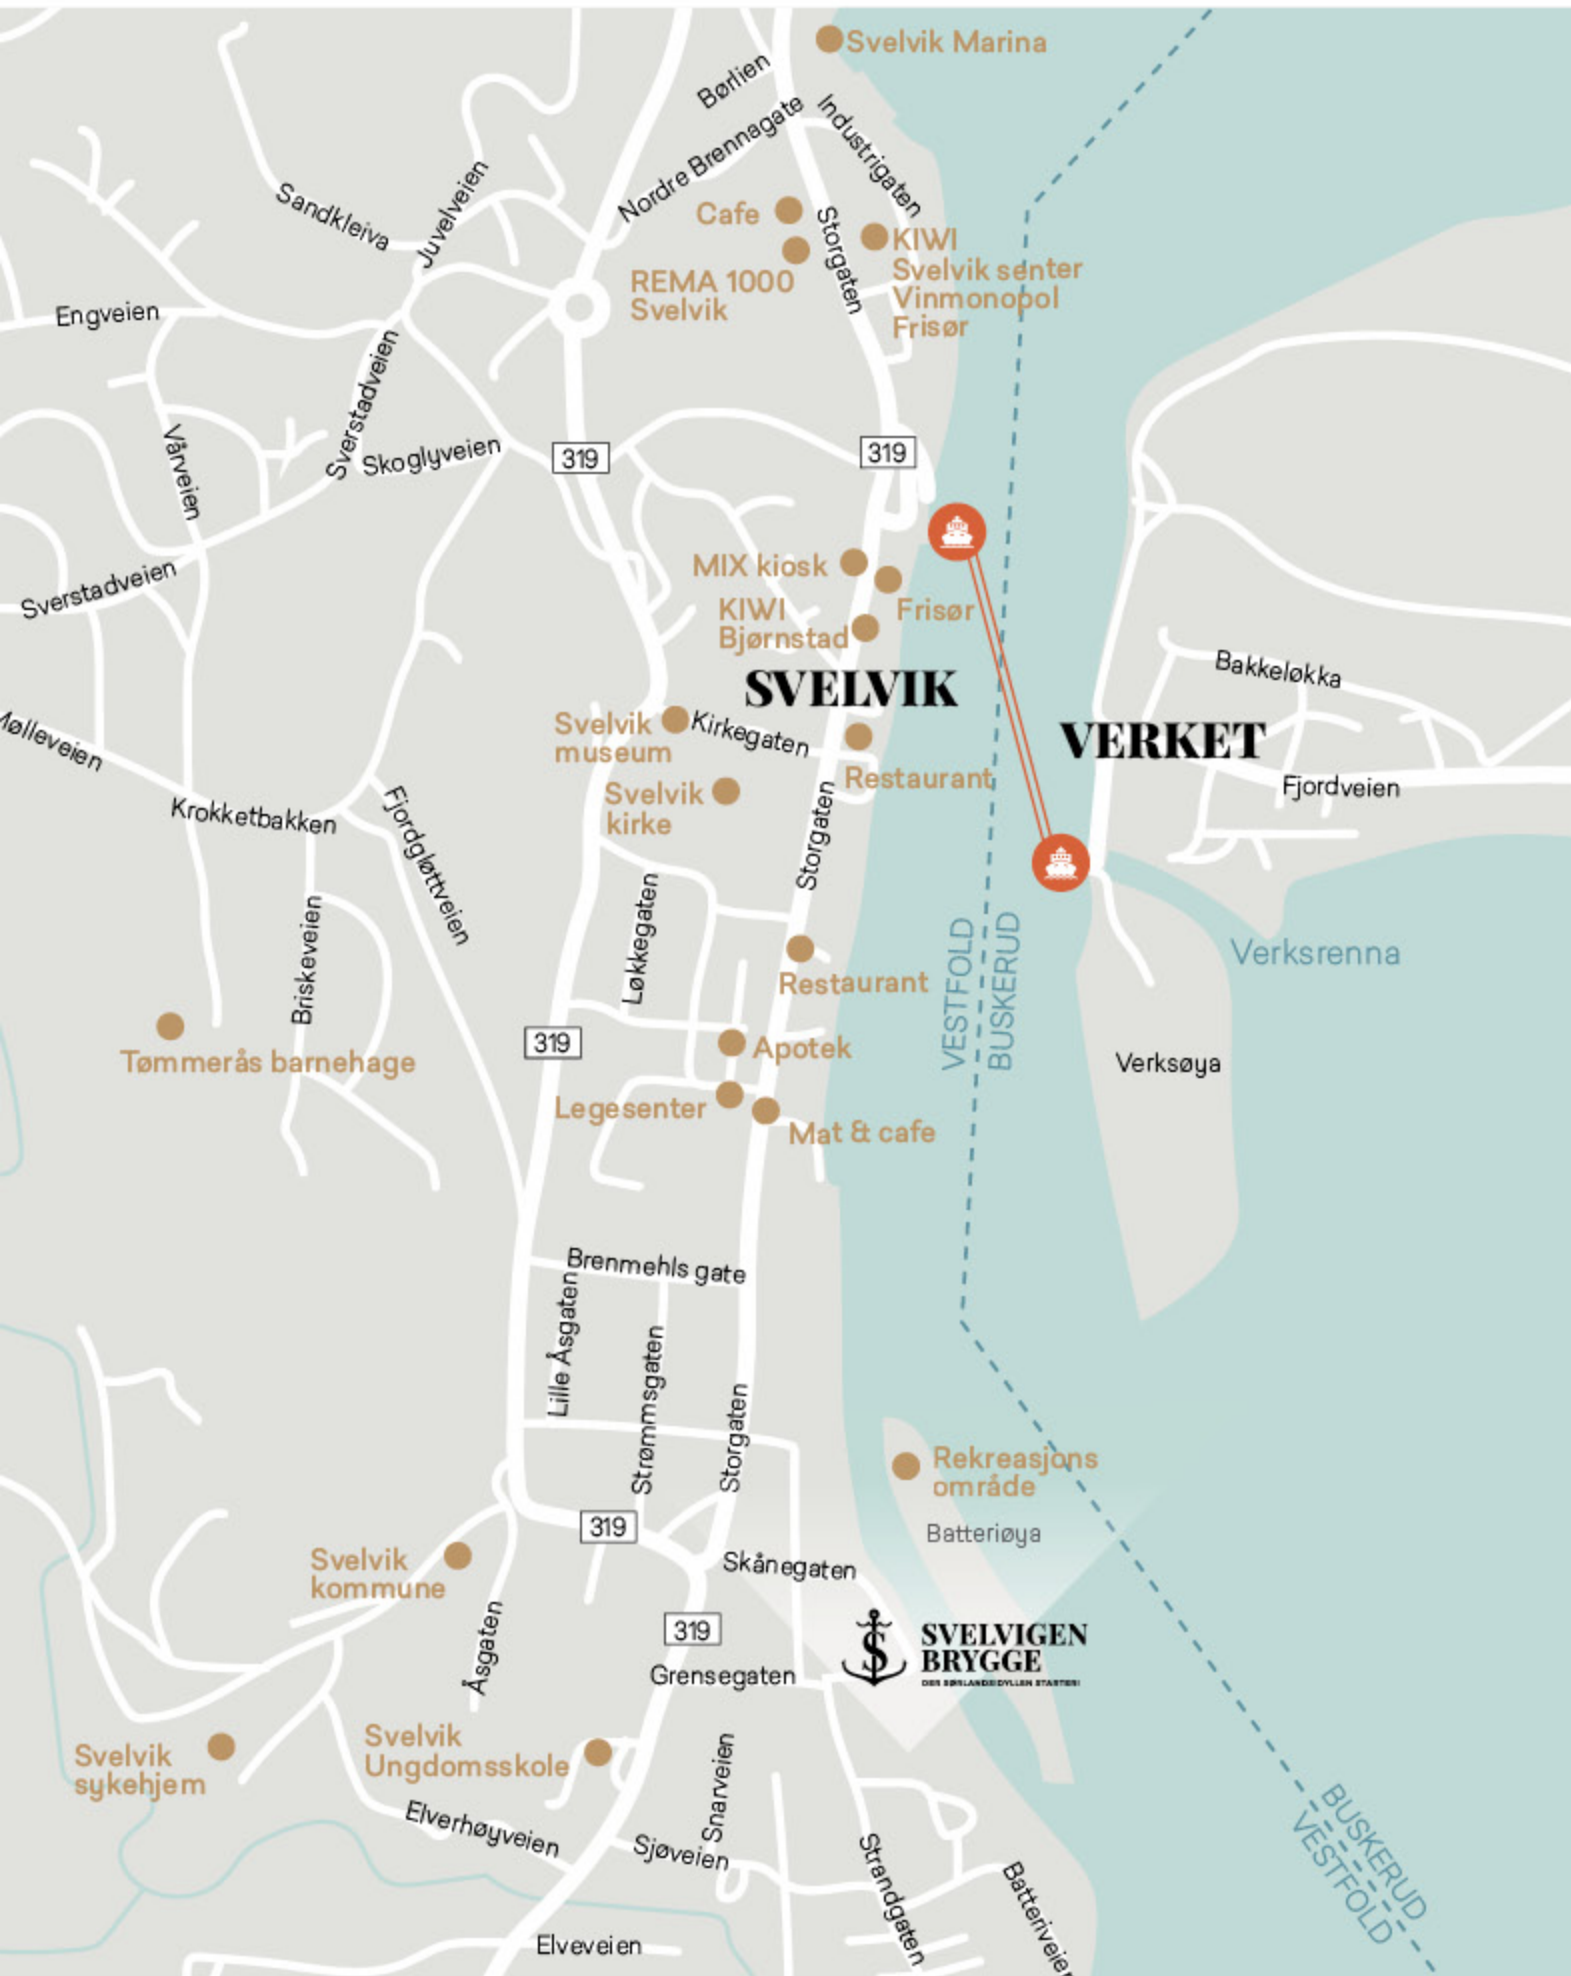 Svelvik Marina
Børlien
Nordre Brennagate
Industrigaten
Sandkleiva
Juvelveien
Cafe
Storgaten
KIWI
Svelvik senter
Vinmonopol
Frisør
REMA 1000
Svelvik
Engveien
Sverstadveien
Vårveien
Skoglyveien
319
319
Sverstadveien
MIX kiosk
Frisør
KIWI
Bjørnstad
SVELVIK
Bakkeløkka
VERKET
Svelvik
museum
Kirkegaten
Restaurant
Fjordveien
Mølleveien
Krokketbakken
Fjordgløttveien
Svelvik
kirke
Storgaten
Løkkegaten
Briskeveien
Restaurant
VESTFOLD
BUSKERUD
Verksrenna
Tømmerås barnehage
319
Apotek
Verksøya
Legesenter
Mat & cafe
Brenmehls gate
Lille Åsgaten
Strømmsgaten
Storgaten
Rekreasjons
område
Batteriøya
319
Svelvik
kommune
Skånegaten
Åsgaten
319
S
SVELVIGEN
BRYGGE
DER SØRLANDSIDYLLEN STARTER!
Grensegaten
Svelvik
sykehjem
Svelvik
Ungdomsskole
Snarveien
Elverhøyveien
Sjøveien
Strandgaten
Batteriveien
BUSKERUD
VESTFOLD
Elveveien